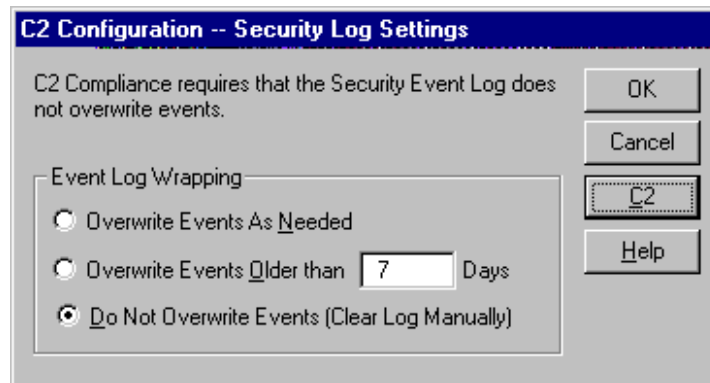 C2 Configuration -- Security Log Settings
C2 Compliance requires that the Security Event Log does
not overwrite events.
OK
Cancel
C2
Help
Event Log Wrapping
Overwrite Events As Needed
Overwrite Events Older than 7 Days
Do Not Overwrite Events (Clear Log Manually)